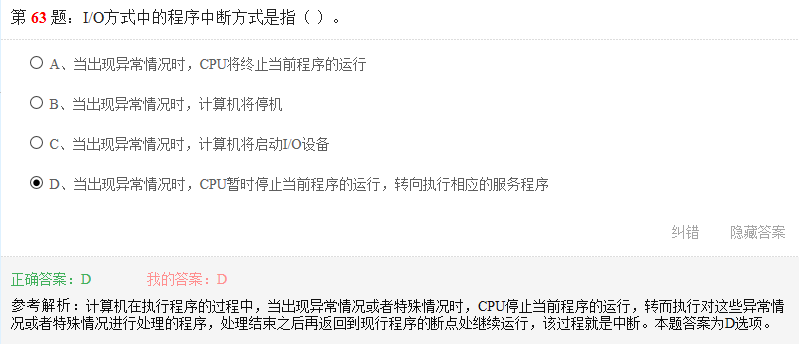 第 63 题：I/O方式中的程序中断方式是指（ ）。
A、当出现异常情况时，CPU将终止当前程序的运行
B、当出现异常情况时，计算机将停机
C、当出现异常情况时，计算机将启动I/O设备
D、当出现异常情况时，CPU暂时停止当前程序的运行，转向执行相应的服务程序
纠错 隐藏答案
正确答案：D 我的答案：D
参考解析：计算机在执行程序的过程中，当出现异常情况或者特殊情况时，CPU停止当前程序的运行，转而执行对这些异常情
况或者特殊情况进行处理的程序，处理结束之后再返回到现行程序的断点处继续运行，该过程就是中断。本题答案为D选项。